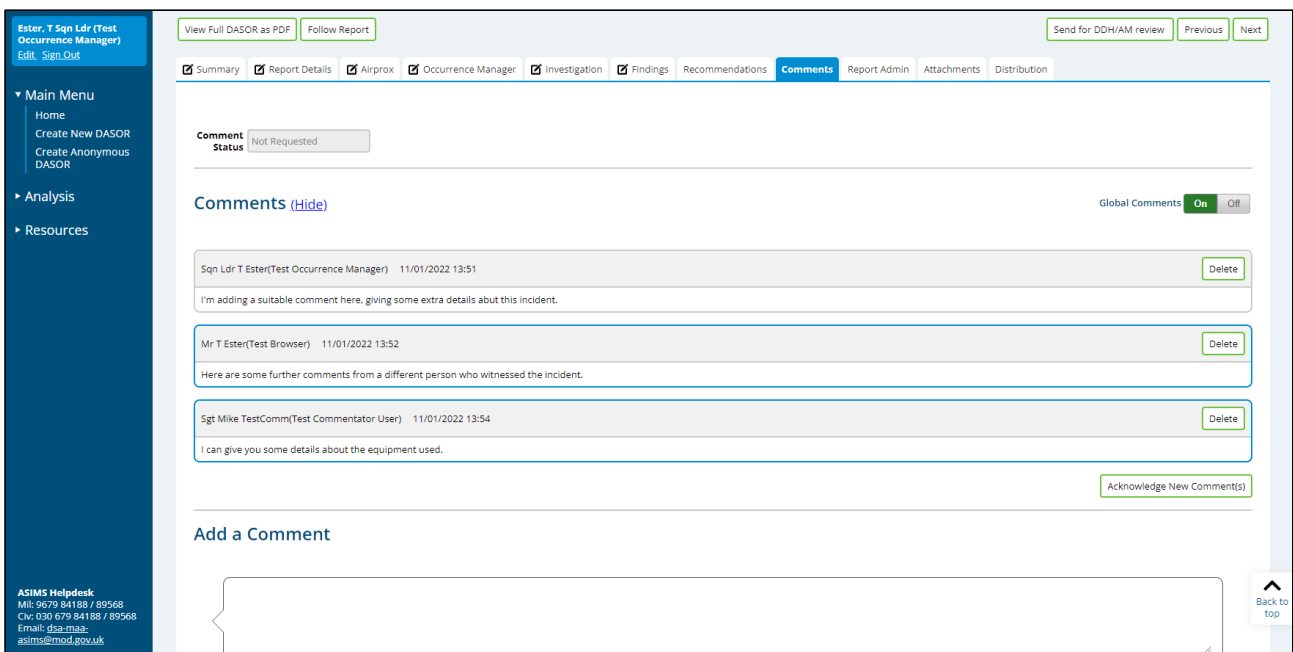 Ester, T Sqn Ldr (Test
Occurrence Manager)
Edit Sign Out
Main Menu
Home
Create New DASOR
Create Anonymous
DASOR
Analysis
Resources
ASIMS Helpdesk
Mil: 9679 84188 / 89568
Civ: 030 679 84188 / 89568
Email: dsa-maa-
asims@mod.gov.uk
View Full DASOR as PDF Follow Report Send for DDH/AM review Previous Next
Summary Report Details Airprox Occurrence Manager Investigation Findings Recommendations Comments Report Admin Attachments Distribution
Comment
Status Not Requested
Comments (Hide) Global Comments On Off
Sqn Ldr T Ester(Test Occurrence Manager) 11/01/2022 13:51 Delete
I'm adding a suitable comment here, giving some extra details abut this incident.
Mr T Ester(Test Browser) 11/01/2022 13:52 Delete
Here are some further comments from a different person who witnessed the incident.
Sgt Mike TestComm(Test Commentator User) 11/01/2022 13:54 Delete
I can give you some details about the equipment used.
Acknowledge New Comment(s)
Add a Comment
Back to
top